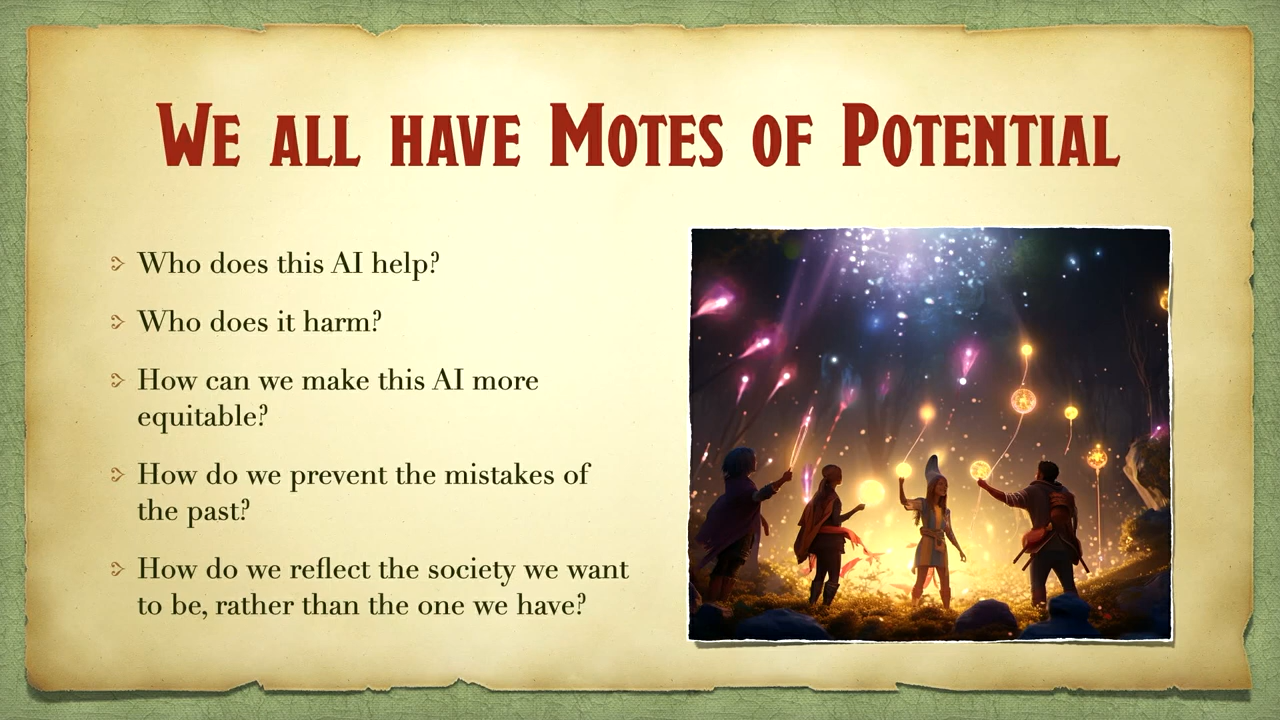 We all have Motes of Potential
Who does this AI help?
Who does it harm?
How can we make this AI more
equitable?
How do we prevent the mistakes of
the past?
How do we reflect the society we want
to be, rather than the one we have?